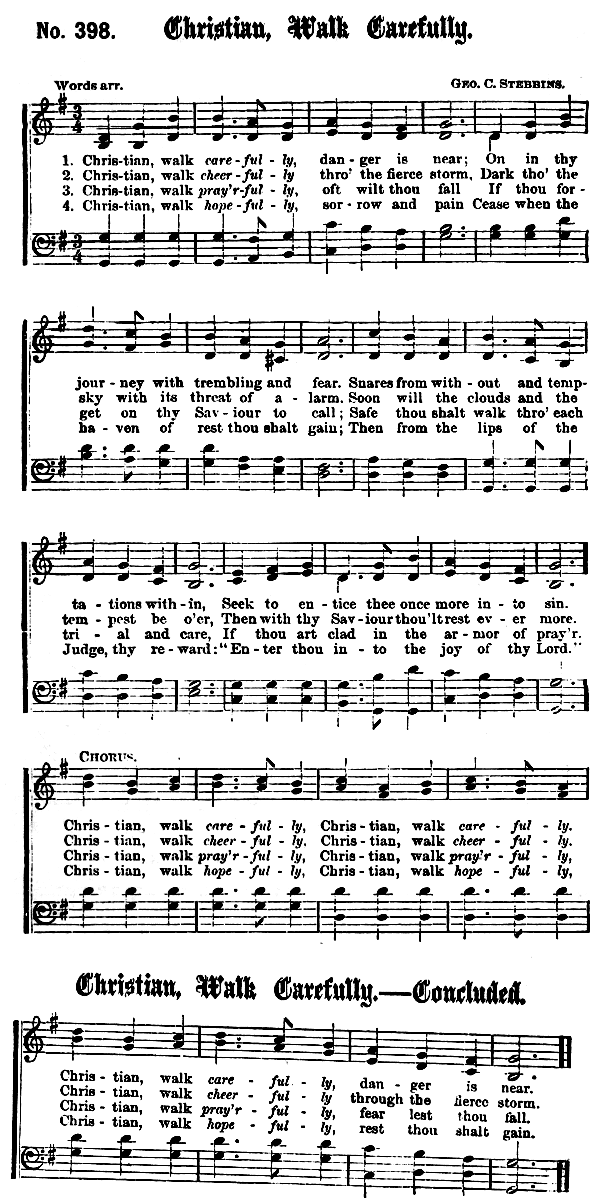 No. 398. Christian, Walk Carefully.
Words arr. GEO. C. STEBBINS.
3 4
1. Chris-tian, walk care-ful-ly, dan-ger is near; On in thy
2. Chris-tian, walk cheer-ful-ly thro' the fierce storm, Dark tho' the
3. Chris-tian, walk pray'r-ful-ly, oft wilt thou fall If thou for-
4. Chris-tian, walk hope-ful-ly, sor-row and pain Cease when the
3 4
jour-ney with trembling and fear. Snares from with-out and temp-
sky with its threat of a-larm. Soon will the clouds and the
get on thy Sav-iour to call; Safe thou shalt walk thro' each
ha-ven of rest thou shalt gain; Then from the lips of the
ta-tions with-in, Seek to en-tice thee once more in-to sin.
tem-pest be o'er, Then with thy Sav-iour thou'lt rest ev-er more.
tri-al and care, If thou art clad in the ar-mor of pray'r.
Judge, thy re-ward: "En-ter thou in-to the joy of thy Lord."
CHORUS.
Chris-tian, walk care-ful-ly, Chris-tian, walk care-ful-ly.
Chris-tian, walk cheer-ful-ly, Chris-tian, walk cheer-ful-ly,
Chris-tian, walk pray'r-ful-ly, Chris-tian, walk pray'r-ful-ly,
Chris-tian, walk hope-ful-ly, Chris-tian, walk hope-ful-ly,
Christian, Walk Carefully.—Concluded.
Chris-tian, walk care-ful-ly, dan-ger is near.
Chris-tian, walk cheer-ful-ly through the fierce storm.
Chris-tian, walk pray'r-ful-ly, fear lest thou fall.
Chris-tian, walk hope-ful-ly, rest thou shalt gain.